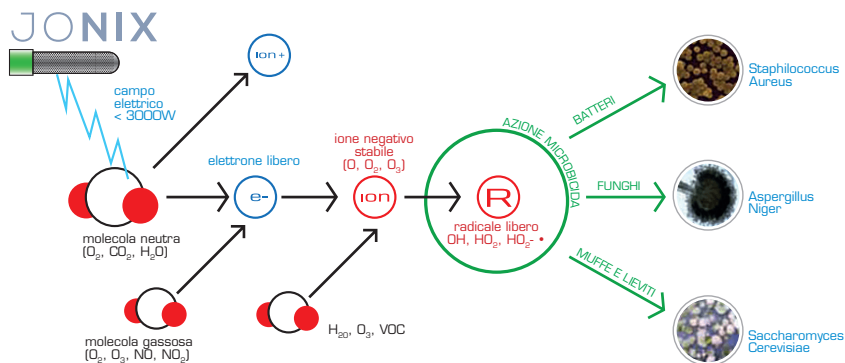 JONIX
campo
elettrico
< 3000W
ion+
elettrone libero
e-
molecola neutra
(O₂, CO₂, H₂O)
ione negativo
stabile
(O, O₂, O₃)
ion
molecola gassosa
(O₂, O₃, NO, NO₂)
H₂₀, O₃, VOC
AZIONE MICROBICIDA
R
radicale libero
OH, HO₂, HO₂- •
BATTERI
Staphilococcus
Aureus
FUNGHI
Aspergillus
Niger
MUFFE E LIEVITI
Saccharomyces
Cerevisiae